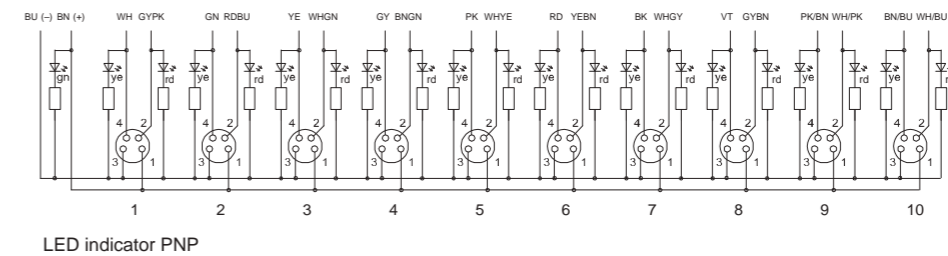 BU (–) BN (+) WH GYPK GN RDBU YE WHGN GY BNGN PK WHYE RD YEBN BK WHGY VT GYBN PK/BN WH/PK BN/BU WH/BU
gn ye rd ye rd ye rd ye rd ye rd ye rd ye rd ye rd ye rd ye
4 2 4 2 4 2 4 2 4 2 4 2 4 2 4 2 4 2 4 2
3 1 3 1 3 1 3 1 3 1 3 1 3 1 3 1 3 1 3 1
1 2 3 4 5 6 7 8 9 10
LED indicator PNP